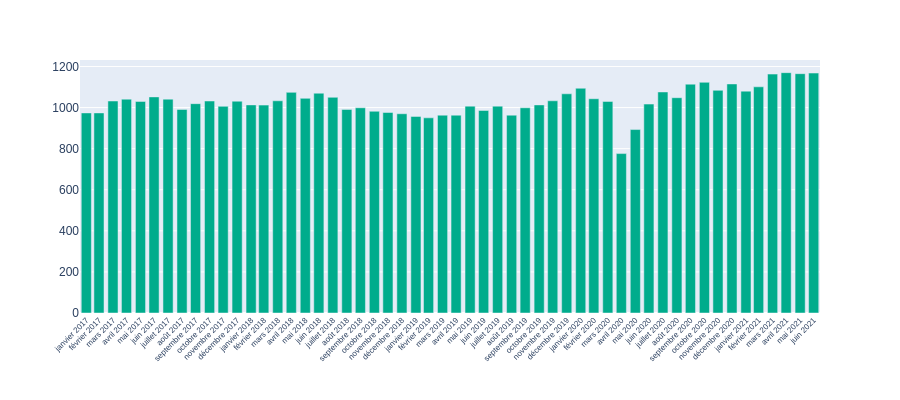 1200
1000
800
600
400
200
0
janvier 2017
février 2017
mars 2017
avril 2017
mai 2017
juin 2017
juillet 2017
août 2017
septembre 2017
octobre 2017
novembre 2017
décembre 2017
janvier 2018
février 2018
mars 2018
avril 2018
mai 2018
juin 2018
juillet 2018
août 2018
septembre 2018
octobre 2018
novembre 2018
décembre 2018
janvier 2019
février 2019
mars 2019
avril 2019
mai 2019
juin 2019
juillet 2019
août 2019
septembre 2019
octobre 2019
novembre 2019
décembre 2019
janvier 2020
février 2020
mars 2020
avril 2020
mai 2020
juin 2020
juillet 2020
août 2020
septembre 2020
octobre 2020
novembre 2020
décembre 2020
janvier 2021
février 2021
mars 2021
avril 2021
mai 2021
juin 2021